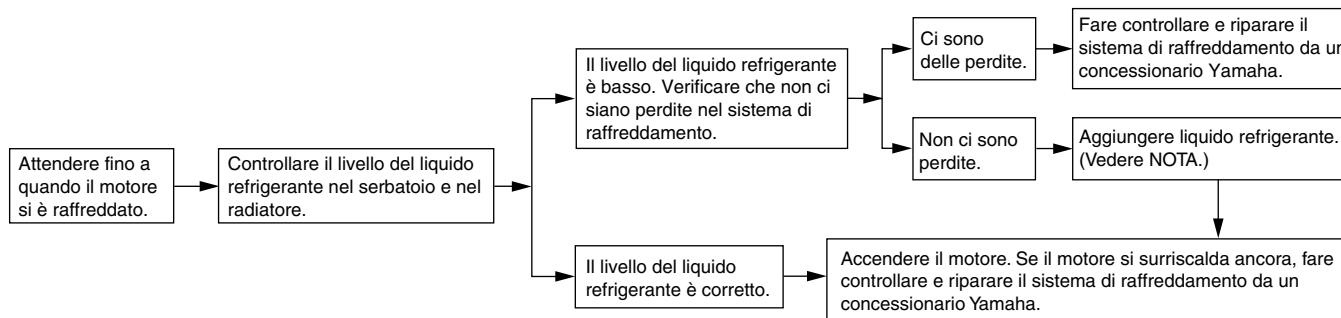 Attendere fino a
quando il motore
si è raffreddato.
Controllare il livello del liquido
refrigerante nel serbatoio e nel
radiatore.
Il livello del liquido refrigerante
è basso. Verificare che non ci
siano perdite nel sistema di
raffreddamento.
Ci sono
delle perdite.
Fare controllare e riparare il
sistema di raffreddamento da un
concessionario Yamaha.
Non ci sono
perdite.
Aggiungere liquido refrigerante.
(Vedere NOTA.)
Il livello del liquido
refrigerante è corretto.
Accendere il motore. Se il motore si surriscalda ancora, fare
controllare e riparare il sistema di raffreddamento da un
concessionario Yamaha.